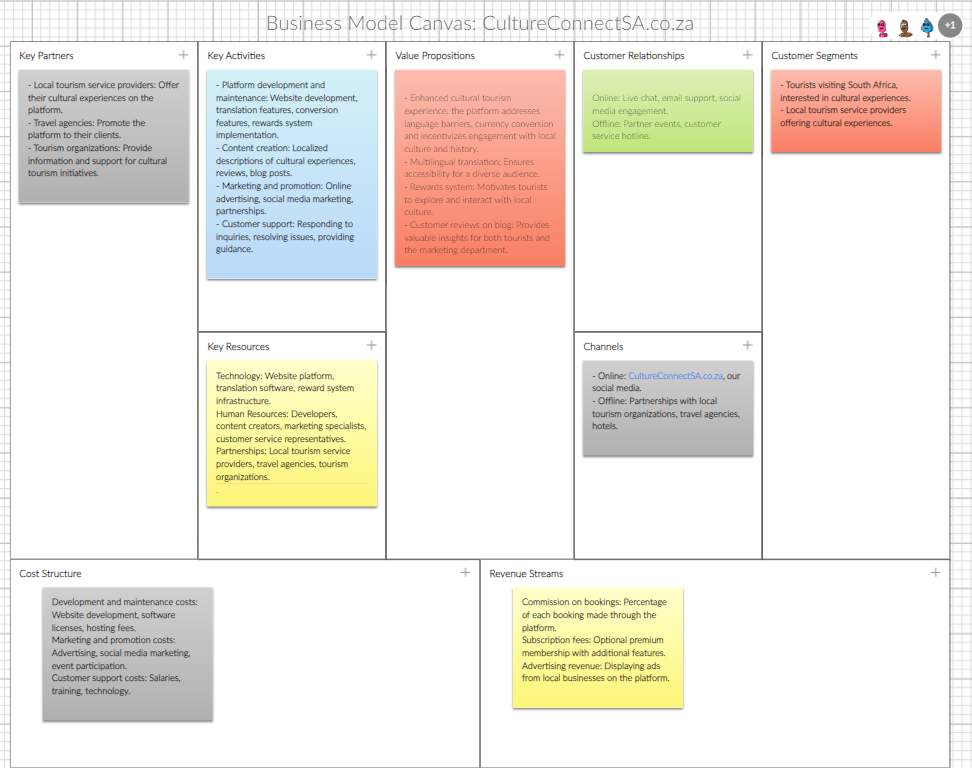 Business Model Canvas: CultureConnectSA.co.za
+1
Key Partners
- Local tourism service providers: Offer
their cultural experiences on the
platform.
- Travel agencies: Promote the
platform to their clients.
- Tourism organizations: Provide
information and support for cultural
tourism initiatives.
Key Activities
- Platform development and
maintenance: Website development,
translation features, conversion
features, rewards system
implementation.
- Content creation: Localized
descriptions of cultural experiences,
reviews, blog posts.
- Marketing and promotion: Online
advertising, social media marketing,
partnerships.
- Customer support: Responding to
inquiries, resolving issues, providing
guidance.
Key Resources
Technology: Website platform,
translation software, reward system
infrastructure.
Human Resources: Developers,
content creators, marketing specialists,
customer service representatives.
Partnerships: Local tourism service
providers, travel agencies, tourism
organizations.
.
Value Propositions
- Enhanced cultural tourism
experience: the platform addresses
language barriers, currency conversion
and incentivizes engagement with local
culture and history.
- Multilingual translation: Ensures
accessibility for a diverse audience.
- Rewards system: Motivates tourists
to explore and interact with local
culture.
- Customer reviews on blog: Provides
valuable insights for both tourists and
the marketing department.
Customer Relationships
Online: Live chat, email support, social
media engagement.
Offline: Partner events, customer
service hotline.
Channels
- Online: CultureConnectSA.co.za, our
social media.
- Offline: Partnerships with local
tourism organizations, travel agencies,
hotels.
Customer Segments
- Tourists visiting South Africa,
interested in cultural experiences.
- Local tourism service providers
offering cultural experiences.
Cost Structure
Development and maintenance costs:
Website development, software
licenses, hosting fees.
Marketing and promotion costs:
Advertising, social media marketing,
event participation.
Customer support costs: Salaries,
training, technology.
Revenue Streams
Commission on bookings: Percentage
of each booking made through the
platform.
Subscription fees: Optional premium
membership with additional features.
Advertising revenue: Displaying ads
from local businesses on the platform.